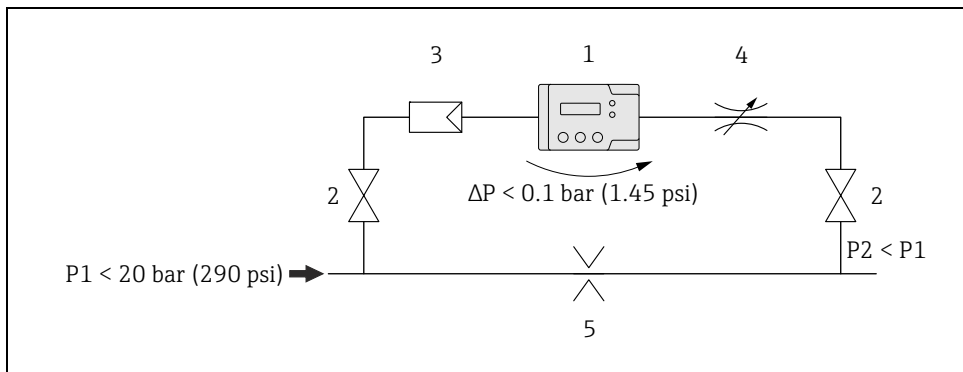 3 1 4
2 2
ΔP < 0.1 bar (1.45 psi)
P2 < P1
P1 < 20 bar (290 psi)
5